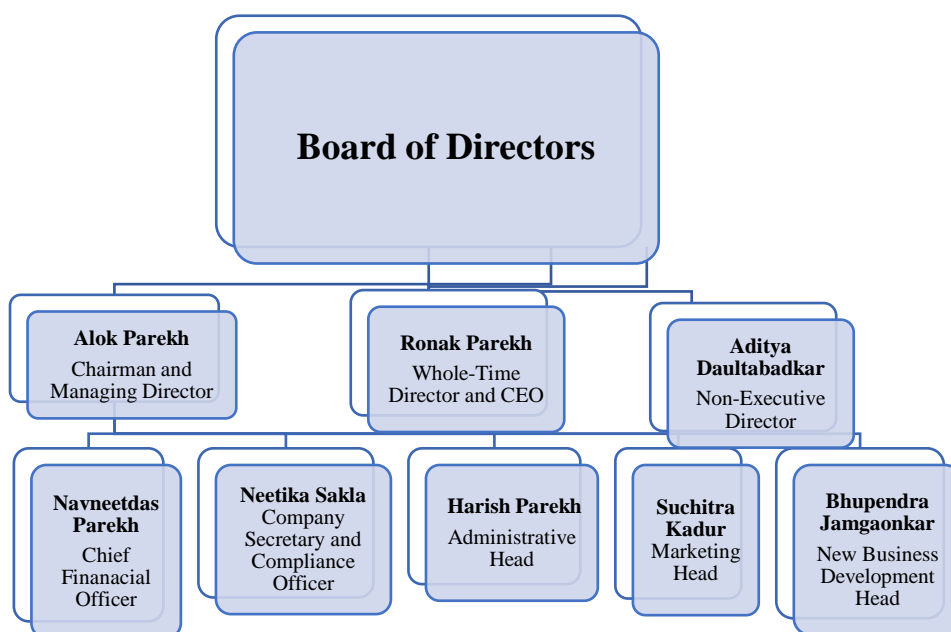 Board of Directors
Alok Parekh
Chairman and
Managing Director
Ronak Parekh
Whole-Time
Director and CEO
Aditya
Daultabadkar
Non-Executive
Director
Navneetdas
Parekh
Chief
Finanacial
Officer
Neetika Sakla
Company
Secretary and
Compliance
Officer
Harish Parekh
Administrative
Head
Suchitra
Kadur
Marketing
Head
Bhupendra
Jamgaonkar
New Business
Development
Head